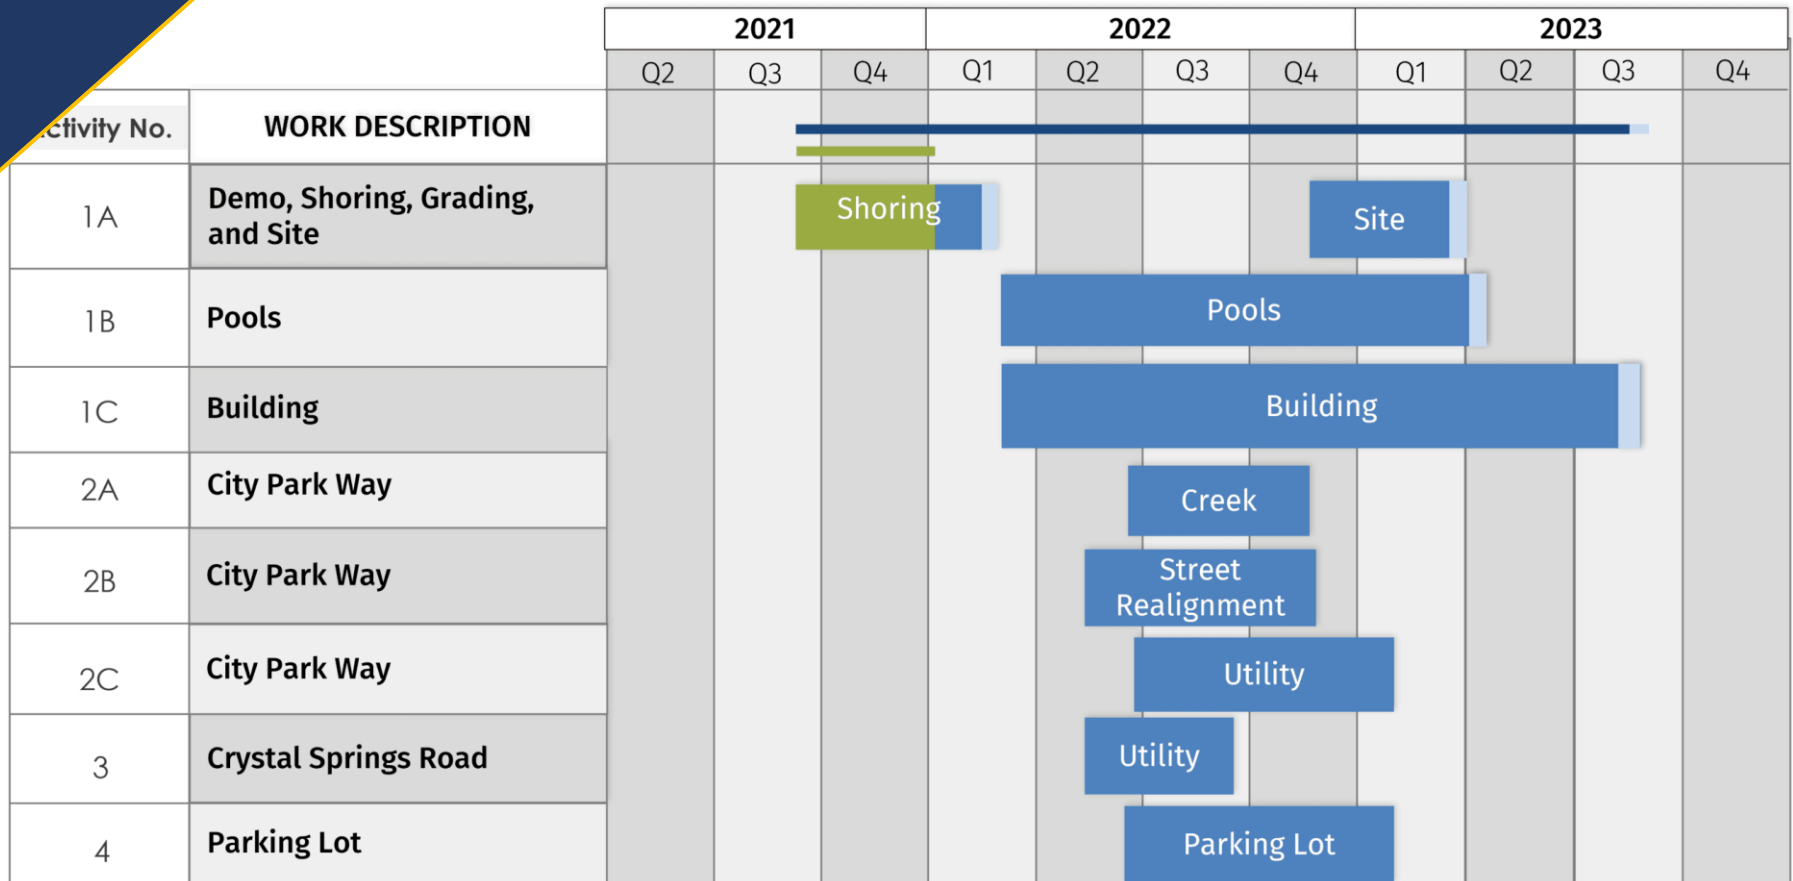 2021 2022 2023
Q2 Q3 Q4 Q1 Q2 Q3 Q4 Q1 Q2 Q3 Q4
ctivity No. WORK DESCRIPTION
1A
Demo, Shoring, Grading,
and Site
Shoring
Site
1B Pools Pools
1C Building Building
2A City Park Way Creek
2B City Park Way
Street
Realignment
2C City Park Way Utility
3 Crystal Springs Road Utility
4 Parking Lot Parking Lot